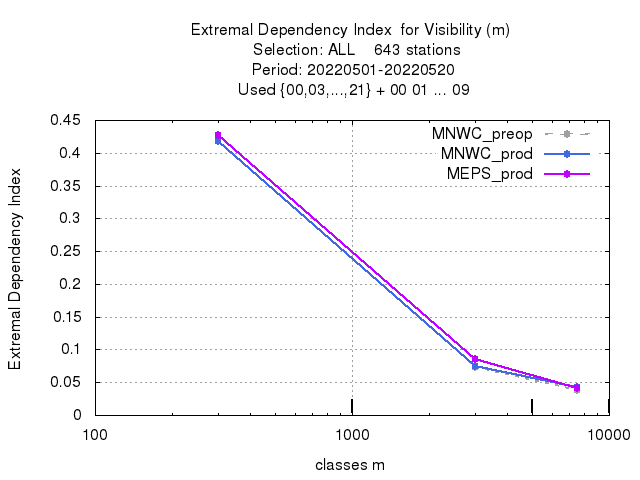 Extremal Dependency Index  for Visibility (m)
Selection: ALL    643 stations
Period: 20220501-20220520
Used {00,03,...,21} + 00 01 ... 09
MNWC_preop
MNWC_prod
MEPS_prod
0.45
0.4
0.35
0.3
0.25
0.2
0.15
0.1
0.05
0
Extremal Dependency Index
100
1000
10000
classes m